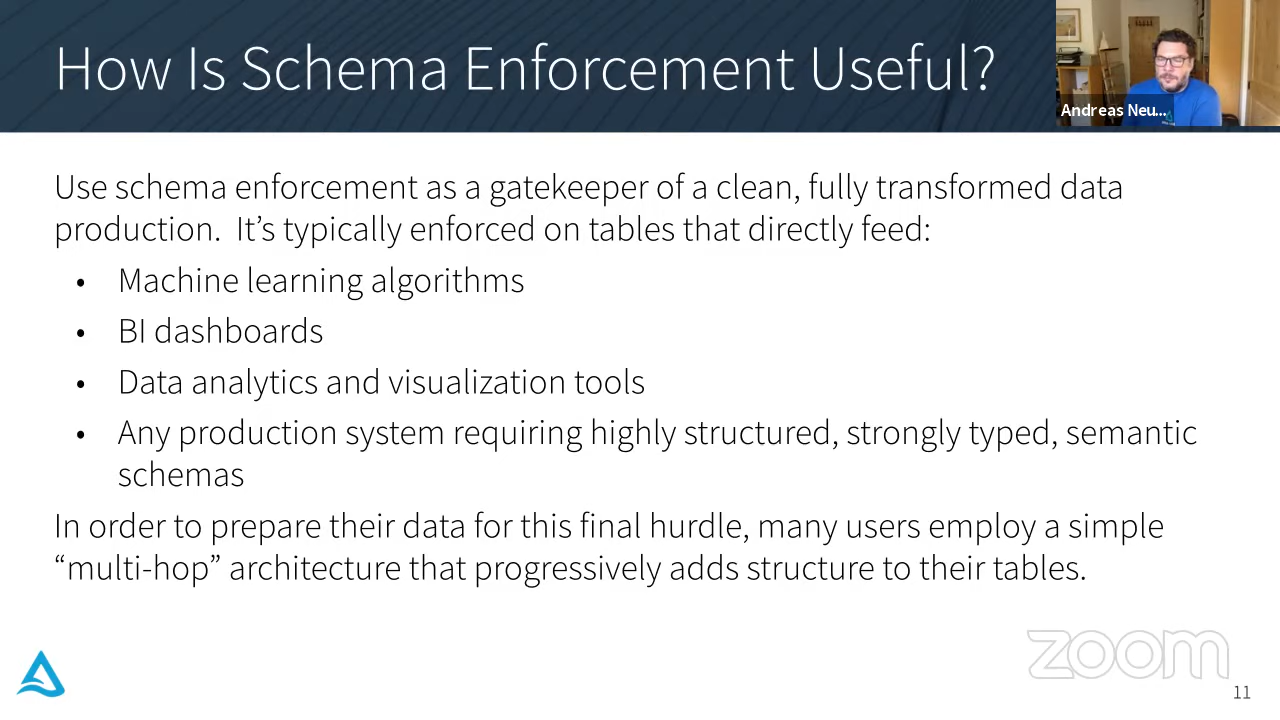 How Is Schema Enforcement Useful?
Andreas Neu...
Use schema enforcement as a gatekeeper of a clean, fully transformed data
production.  It’s typically enforced on tables that directly feed:
• Machine learning algorithms
• BI dashboards
• Data analytics and visualization tools
• Any production system requiring highly structured, strongly typed, semantic
schemas
In order to prepare their data for this final hurdle, many users employ a simple
“multi-hop” architecture that progressively adds structure to their tables.
zoom
11